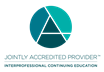 JOINTLY ACCREDITED PROVIDER™
INTERPROFESSIONAL CONTINUING EDUCATION